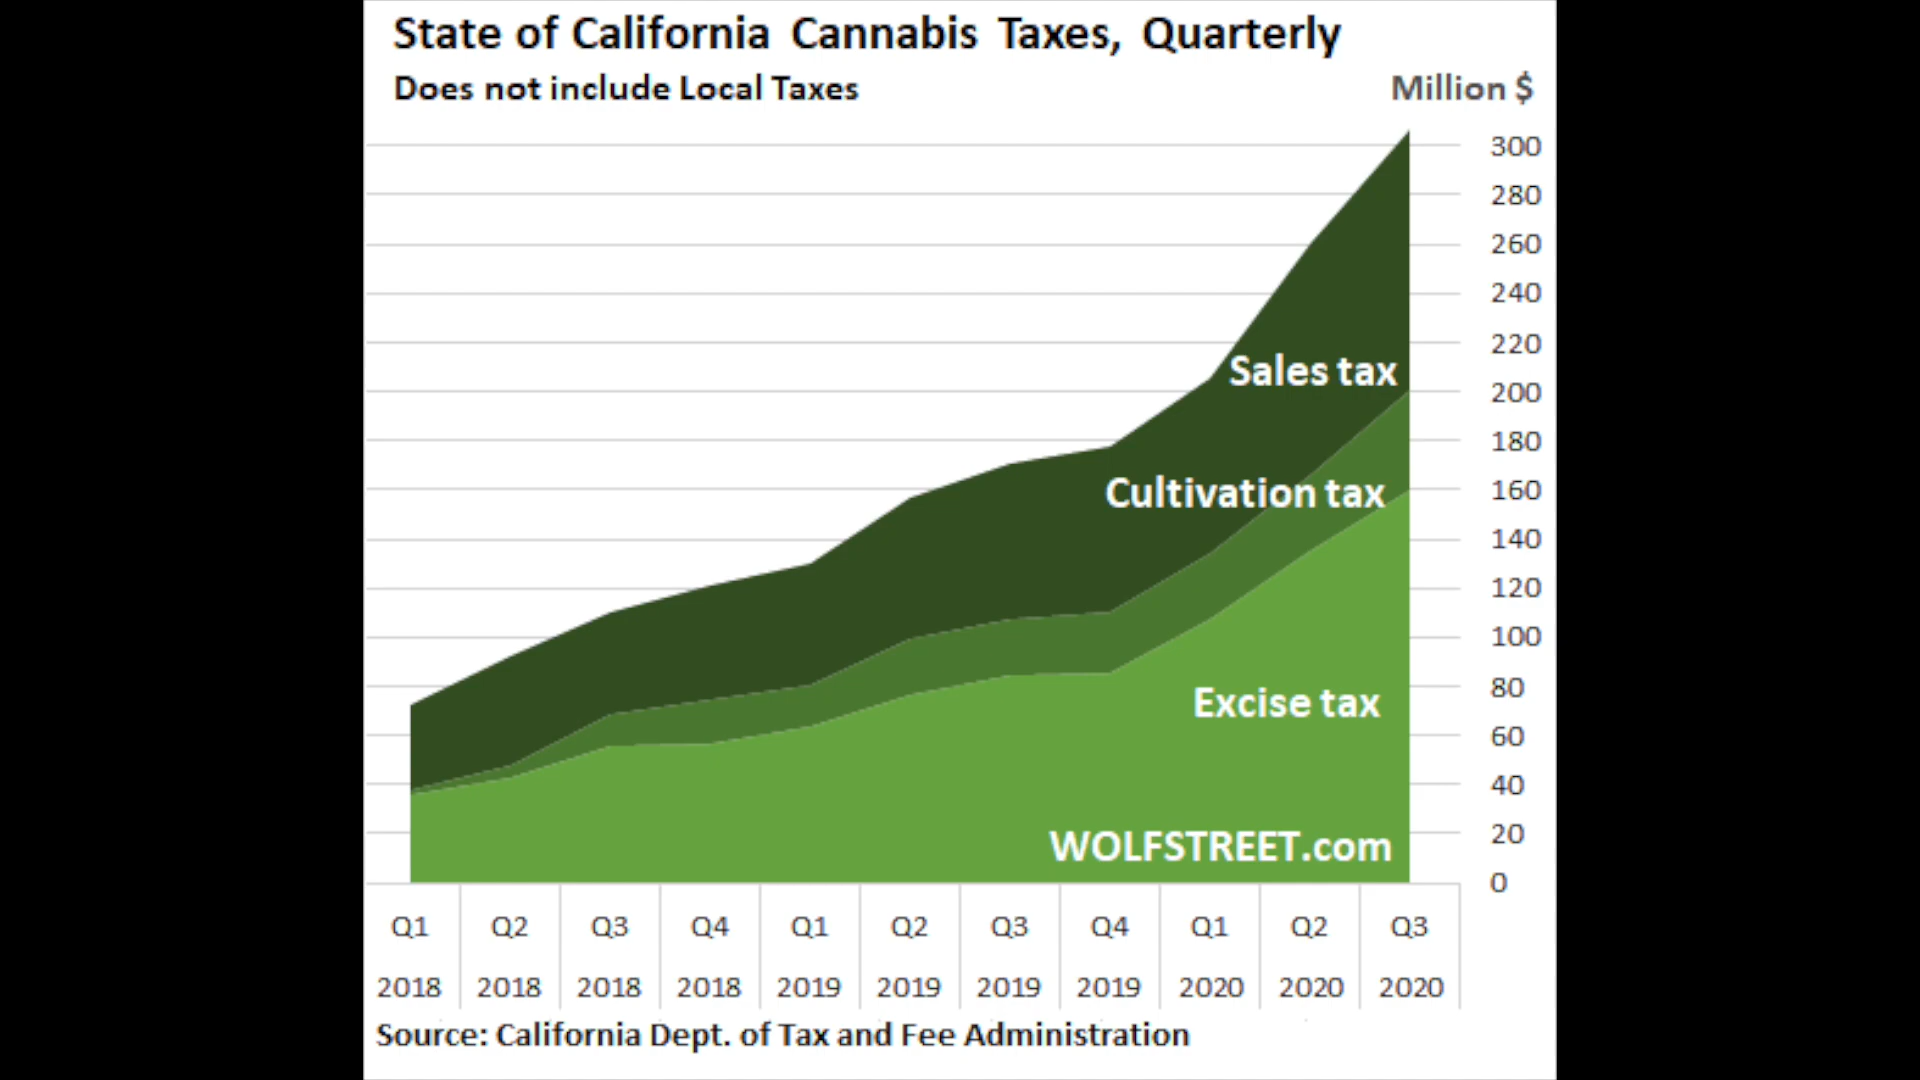 State of California Cannabis Taxes, Quarterly
Does not include Local Taxes
Million $
300
280
260
240
220
Sales tax
200
180
Cultivation tax
160
140
120
100
80
Excise tax
60
40
WOLFSTREET.com
20
0
Q1 Q2 Q3 Q4 Q1 Q2 Q3 Q4 Q1 Q2 Q3
2018 2018 2018 2018 2019 2019 2019 2019 2020 2020 2020
Source: California Dept. of Tax and Fee Administration